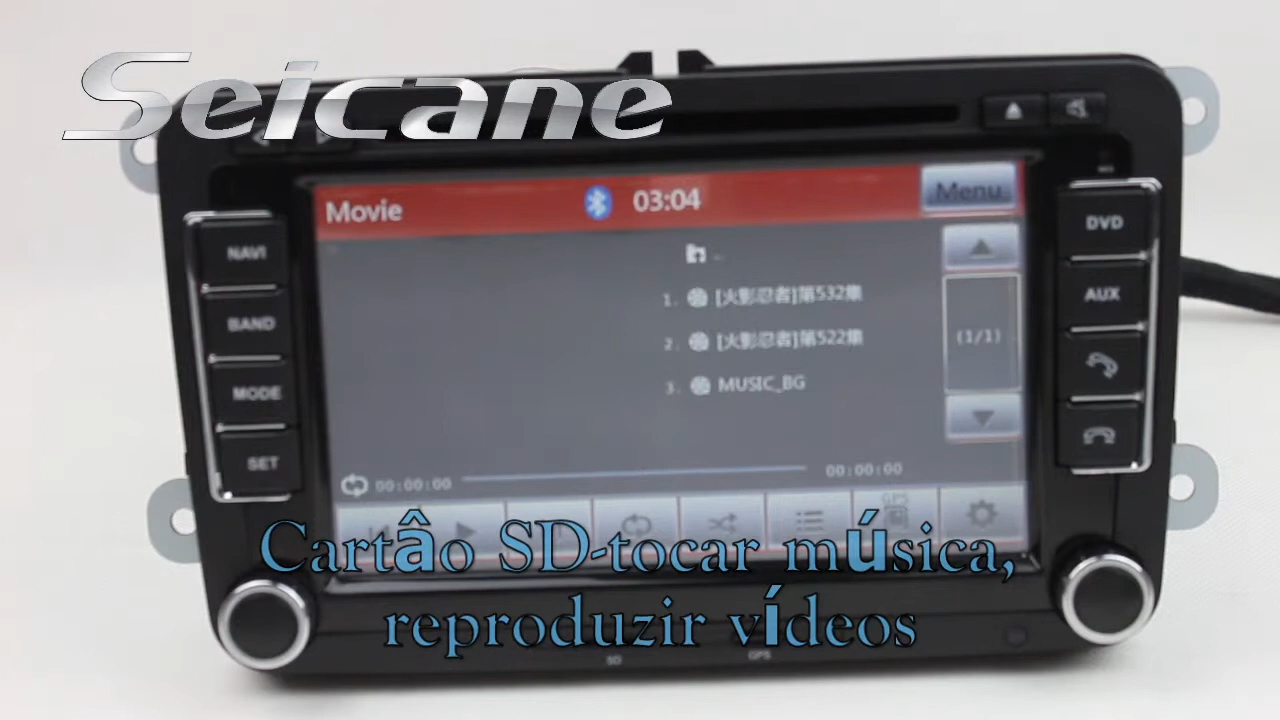 Seicane
Movie
03:04
Menu
NAVI
BAND
MODE
SET
DVD
AUX
..
1. [火影忍者]第532集
2. [火影忍者]第522集
3. MUSIC_BG
(1/1)
00:00:00
00:00:00
GPS
Cartâo SD-tocar música,
reproduzir vídeos
SD
GPS